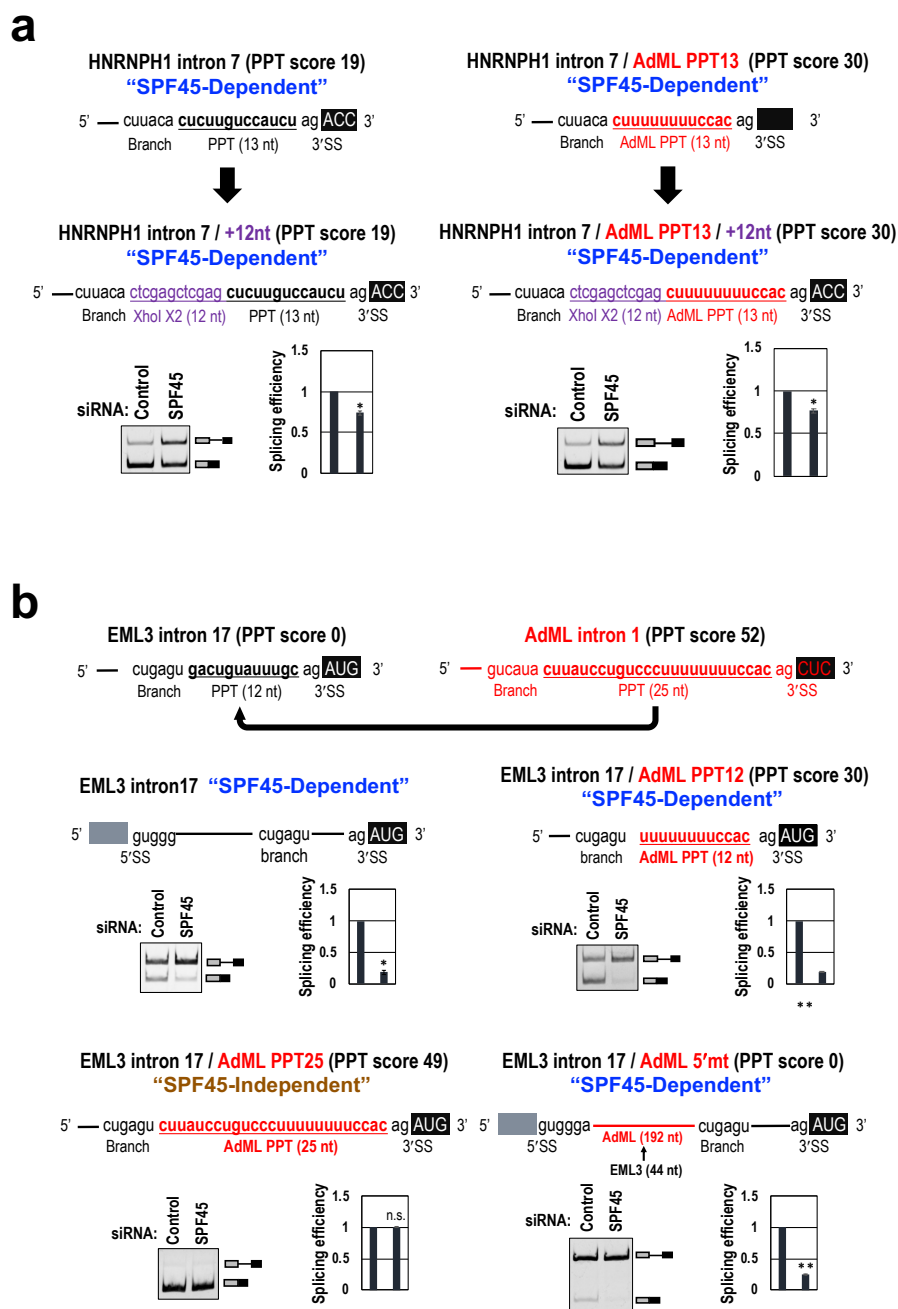 a
HNRNPH1 intron 7 (PPT score 19)
“SPF45-Dependent”
5’ cuuaca cucuuguccaucu ag ACC 3’
Branch PPT (13 nt) 3′SS
HNRNPH1 intron 7 / AdML PPT13 (PPT score 30)
“SPF45-Dependent”
5’ cuuaca cuuuuuuuuccac ag 3’
Branch AdML PPT (13 nt) 3′SS
HNRNPH1 intron 7 / +12nt (PPT score 19)
“SPF45-Dependent”
5’ cuuaca ctcgagctcgag cucuuguccaucu ag ACC 3’
Branch XhoI X2 (12 nt) PPT (13 nt) 3′SS
siRNA: Control SPF45
Splicing efficiency
1.5
1
0.5
0
*
HNRNPH1 intron 7 / AdML PPT13 / +12nt (PPT score 30)
“SPF45-Dependent”
5’ cuuaca ctcgagctcgag cuuuuuuuuccac ag ACC 3’
Branch XhoI X2 (12 nt) AdML PPT (13 nt) 3′SS
siRNA: Control SPF45
Splicing efficiency
1.5
1
0.5
0
*
b
EML3 intron 17 (PPT score 0)
5’ cugagu gacuguauuugc ag AUG 3’
Branch PPT (12 nt) 3′SS
AdML intron 1 (PPT score 52)
5’ gucaua cuuauccugucccuuuuuuuuccac ag CUC 3’
Branch PPT (25 nt) 3′SS
EML3 intron17 “SPF45-Dependent”
5’ guggg cugagu ag AUG 3’
5′SS branch 3′SS
siRNA: Control SPF45
Splicing efficiency
1.5
1
0.5
0
*
EML3 intron 17 / AdML PPT12 (PPT score 30)
“SPF45-Dependent”
5’ cugagu uuuuuuuuccac ag AUG 3’
branch AdML PPT (12 nt) 3′SS
siRNA: Control SPF45
Splicing efficiency
1.5
1
0.5
0
**
EML3 intron 17 / AdML PPT25 (PPT score 49)
“SPF45-Independent”
5’ cugagu cuuauccugucccuuuuuuuuccac ag AUG 3’
Branch AdML PPT (25 nt) 3′SS
siRNA: Control SPF45
Splicing efficiency
1.5
1
0.5
0
n.s.
EML3 intron 17 / AdML 5′mt (PPT score 0)
“SPF45-Dependent”
5’ guggga cugagu ag AUG 3’
5′SS AdML (192 nt) Branch 3′SS
EML3 (44 nt)
siRNA: Control SPF45
Splicing efficiency
1.5
1
0.5
0
**